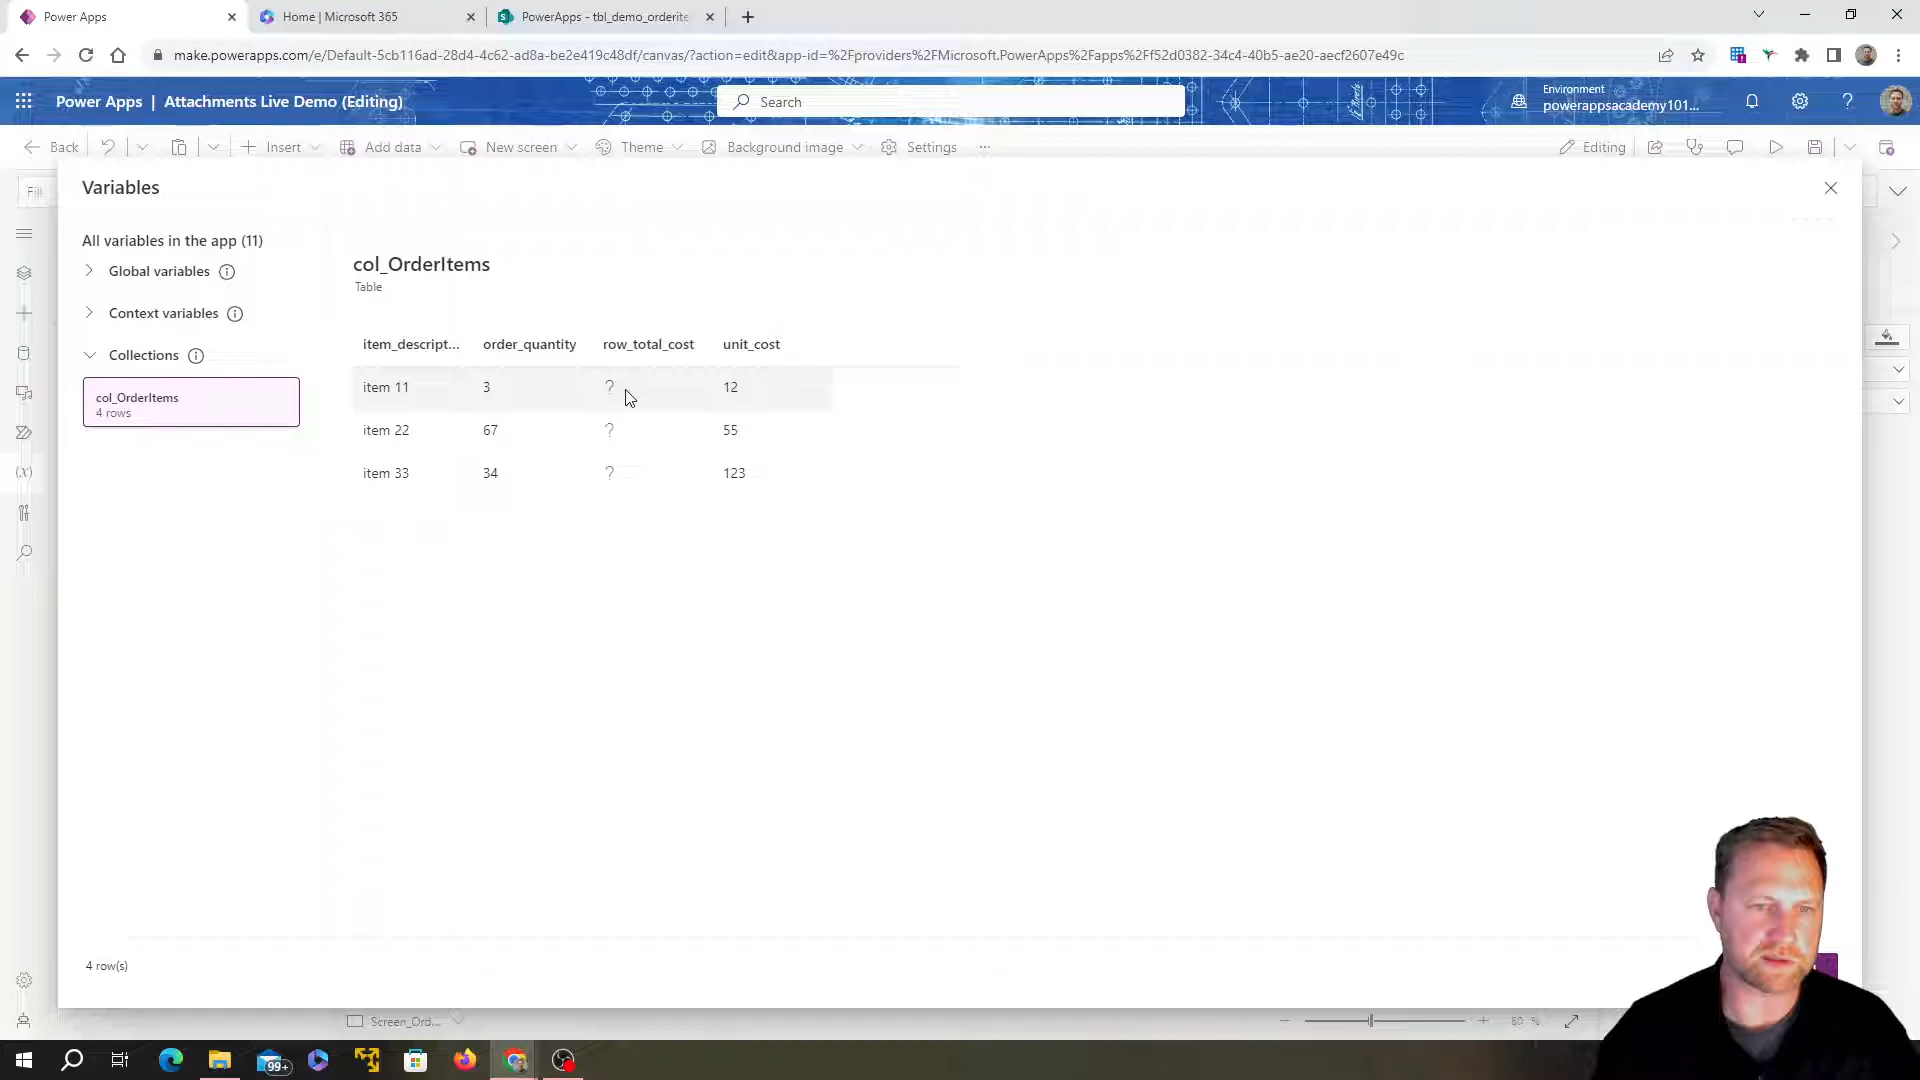 Power Apps
Home | Microsoft 365
PowerApps - tbl_demo_orderite
make.powerapps.com/e/Default-5cb116ad-28d4-4c62-ad8a-be2e419c48df/canvas/?action=edit&app-id=%2Fproviders%2FMicrosoft.PowerApps%2Fapps%2Ff52d0382-34c4-40b5-ae20-aecf2607e49c
Power Apps | Attachments Live Demo (Editing)
Search
Environment
powerappsacademy101...
Back
Insert
Add data
New screen
Theme
Background image
Settings
...
Editing
Fill
Variables
All variables in the app (11)
Global variables
Context variables
Collections
col_OrderItems
4 rows
col_OrderItems
Table
item_descript... order_quantity row_total_cost unit_cost
item 11 3 ? 12
item 22 67 ? 55
item 33 34 ? 123
4 row(s)
Screen_Ord...
80 %
99+